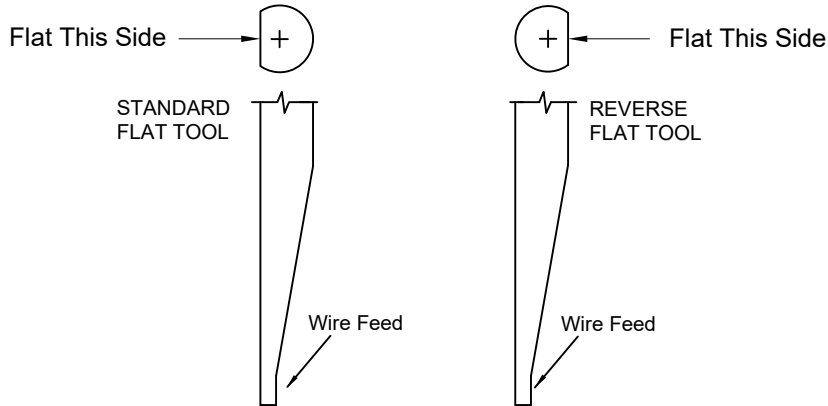 Flat This Side
Flat This Side
STANDARD
FLAT TOOL
REVERSE
FLAT TOOL
Wire Feed
Wire Feed